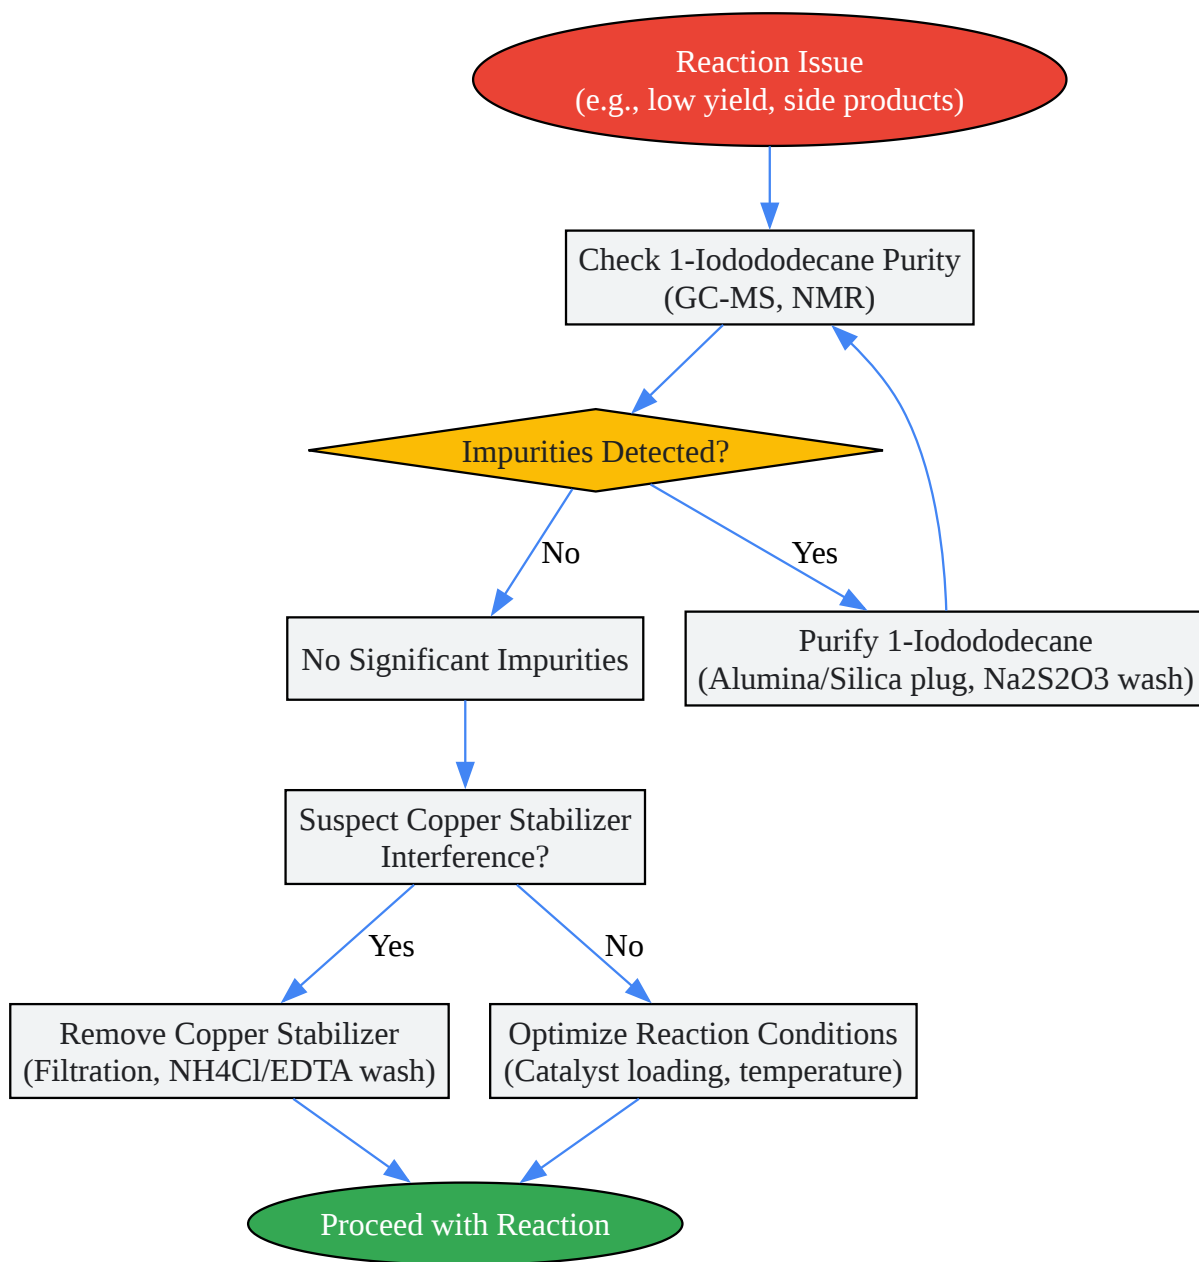 Reaction Issue
(e.g., low yield, side products)
Check 1-Iodododecane Purity
(GC-MS, NMR)
Impurities Detected?
No
Yes
No Significant Impurities
Purify 1-Iodododecane
(Alumina/Silica plug, Na2S2O3 wash)
Suspect Copper Stabilizer
Interference?
Yes
No
Remove Copper Stabilizer
(Filtration, NH4Cl/EDTA wash)
Optimize Reaction Conditions
(Catalyst loading, temperature)
Proceed with Reaction